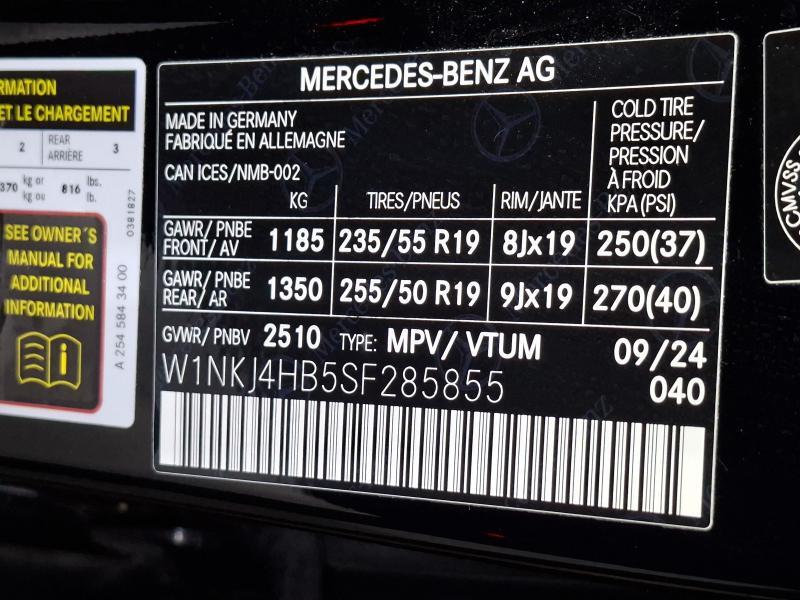 RMATION
ET LE CHARGEMENT
2 REAR
ARRIÈRE 3
370 kg or
kg ou 816 lbs.
lb.
0381827
SEE OWNER´S
MANUAL FOR
ADDITIONAL
INFORMATION
A 254 584 34 00
MERCEDES-BENZ AG
MADE IN GERMANY
FABRIQUÉ EN ALLEMAGNE
CAN ICES/NMB-002
COLD TIRE
PRESSURE/
PRESSION
À FROID
KPA (PSI)
KG TIRES/PNEUS RIM/JANTE
GAWR/ PNBE
FRONT/ AV 1185 235/55 R19 8Jx19 250(37)
GAWR/ PNBE
REAR/ AR 1350 255/50 R19 9Jx19 270(40)
GVWR/ PNBV 2510 TYPE: MPV/ VTUM 09/24
W1NKJ4HB5SF285855 040
CMVSS